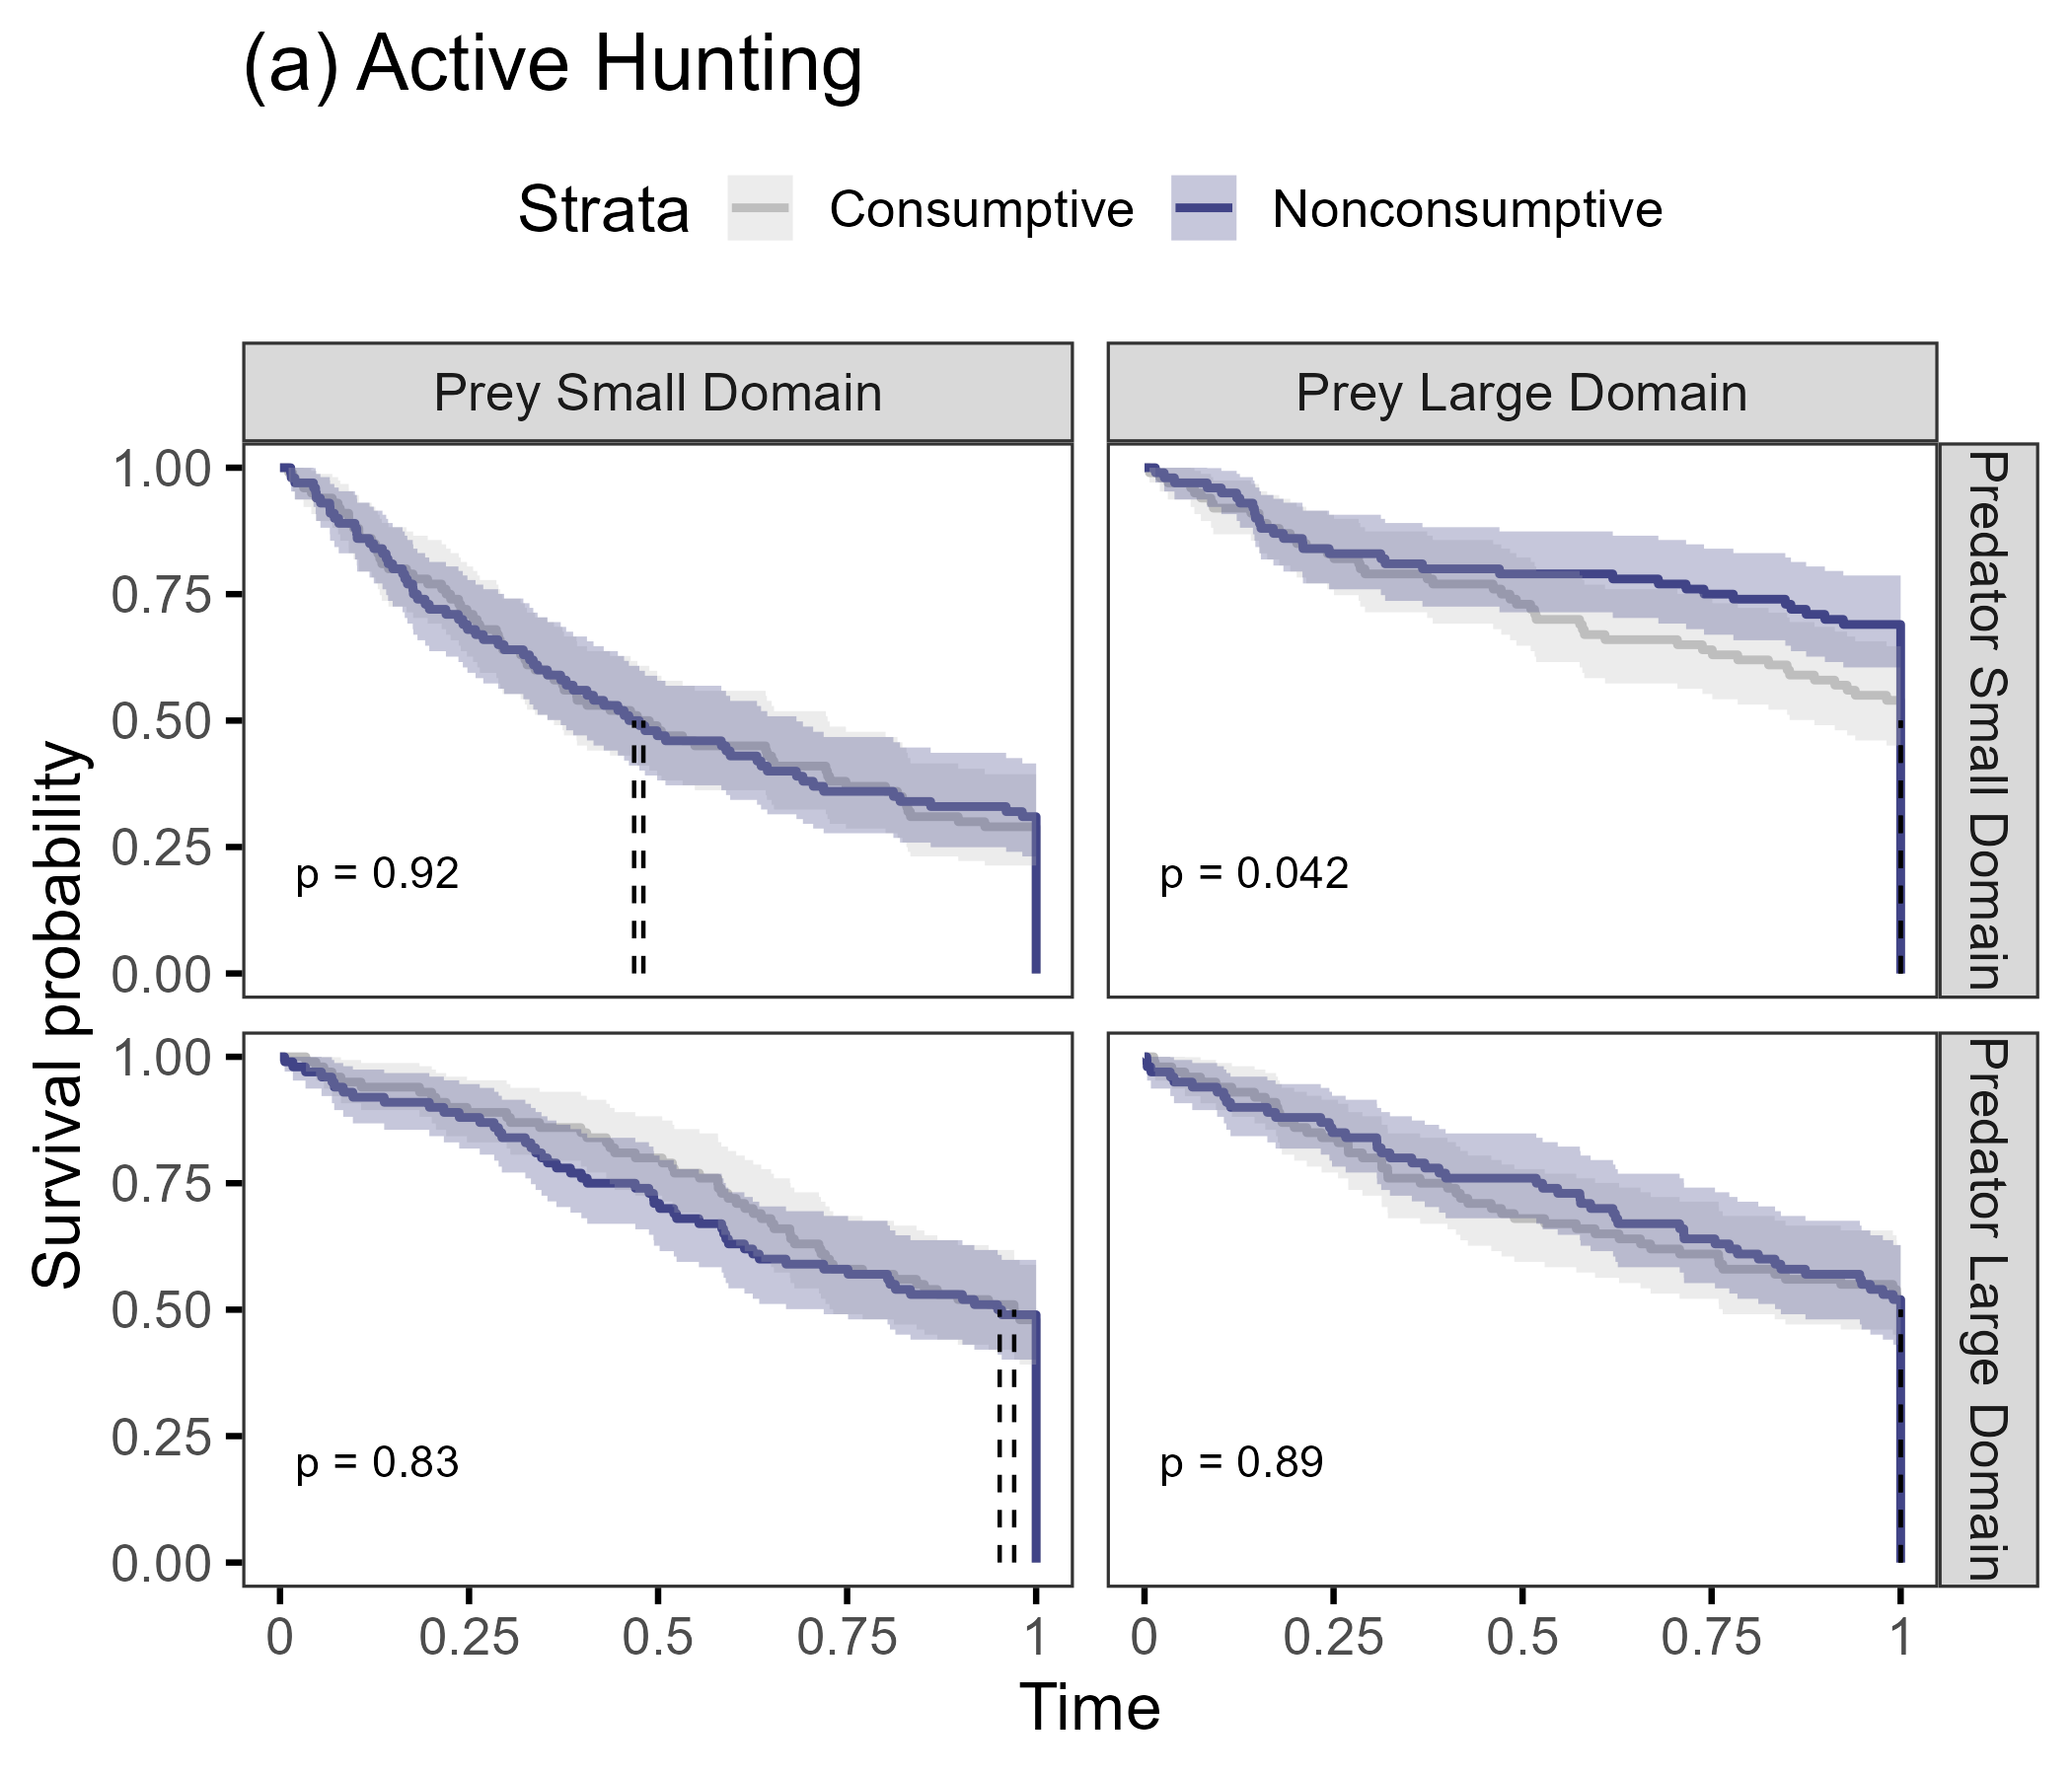 (a) Active Hunting
Strata Consumptive Nonconsumptive
Prey Small Domain Prey Large Domain
Survival probability
1.00
0.75
0.50
0.25
0.00
p = 0.92
p = 0.042
Predator Small Domain
1.00
0.75
0.50
0.25
0.00
p = 0.83
p = 0.89
Predator Large Domain
0 0.25 0.5 0.75 1
0 0.25 0.5 0.75 1
Time